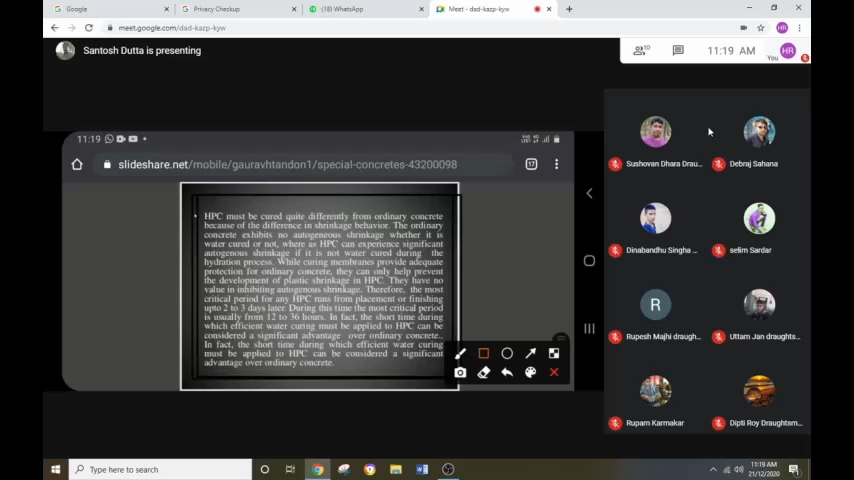 Google
Privacy Checkup
(18) WhatsApp
Meet - dad-kazp-kyw
meet.google.com/dad-kazp-kyw
HR
Santosh Dutta is presenting
10
11:19 AM
You
HR
11:19
slideshare.net/mobile/gauravhtandon1/special-concretes-43200098
17
HPC must be cured quite differently from ordinary concrete
because of the difference in shrinkage behavior. The ordinary
concrete exhibits no autogeneous shrinkage whether it is
water cured or not, where as HPC can experience significant
autogenous shrinkage if it is not water cured during the
hydration process. While curing membranes provide adequate
protection for ordinary concrete, they can only help prevent
the development of plastic shrinkage in HPC. They have no
value in inhibiting autogenous shrinkage. Therefore, the most
critical period for any HPC runs from placement or finishing
upto 2 to 3 days later. During this time the most critical period
is usually from 12 to 36 hours. In fact, the short time during
which efficient water curing must be applied to HPC can be
considered a significant advantage over ordinary concrete..
In fact, the short time during which efficient water curing
must be applied to HPC can be considered a significant
advantage over ordinary concrete.
Sushovan Dhara Drau...
Debraj Sahana
Dinabandhu Singha ...
selim Sardar
R
Rupesh Majhi draugh...
Uttam Jan draughts...
Rupam Karmakar
Dipti Roy Draughtsm...
Type here to search
11:19 AM
21/12/2020